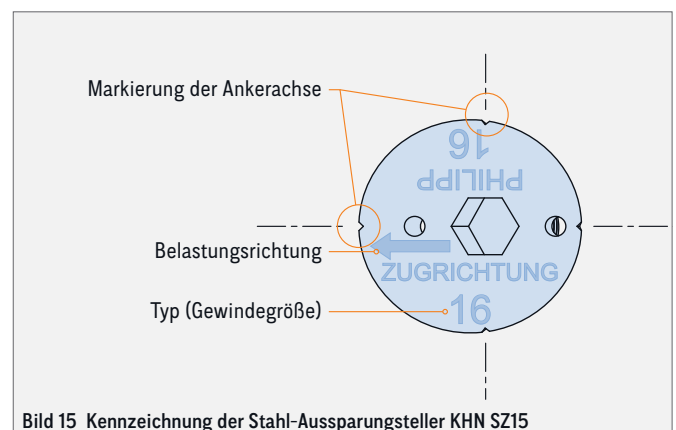 Markierung der Ankerachse
16
PHILIPP
Belastungsrichtung
ZUGRICHTUNG
Typ (Gewindegröße)
16
Bild 15 Kennzeichnung der Stahl-Aussparungsteller KHN SZ15